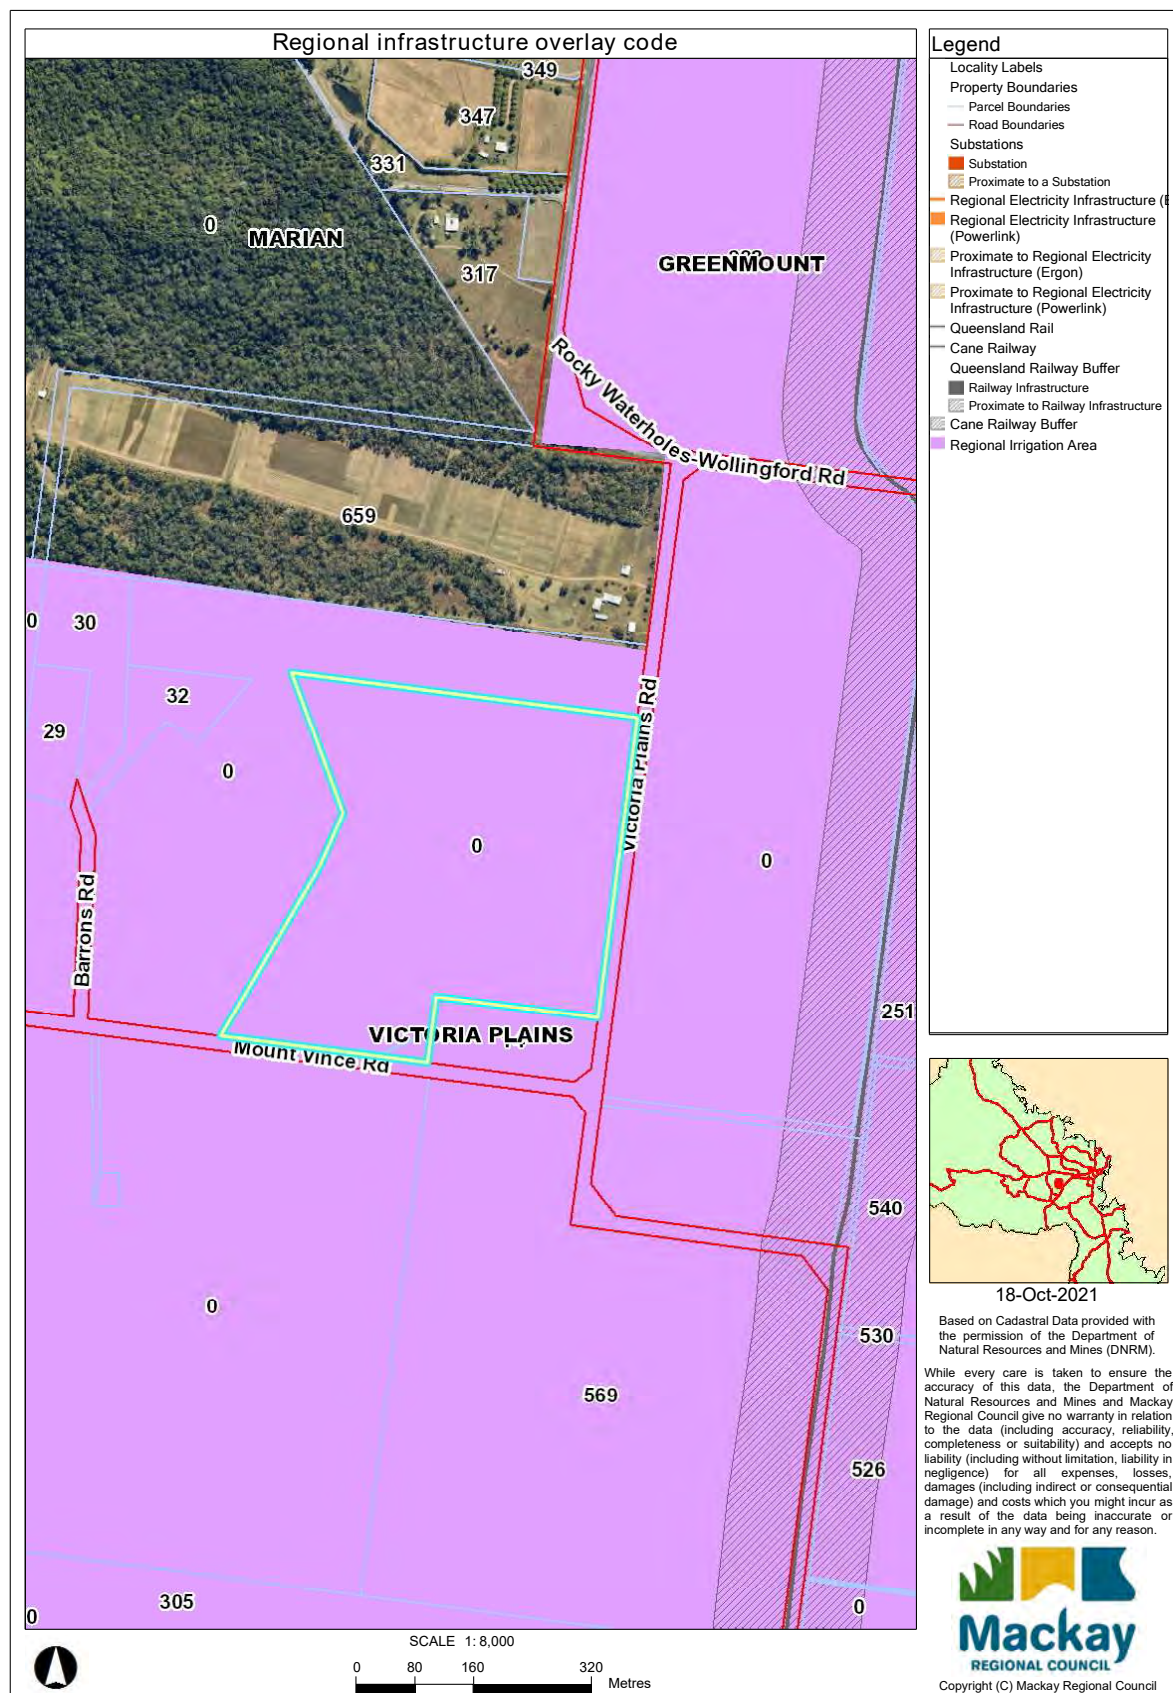 Regional infrastructure overlay code
349
347
331
0
MARIAN
317
GREENMOUNT
Rocky Waterholes-Wollingford Rd
659
0
30
32
29
0
Victoria Plains Rd
0
0
Barrons Rd
251
VICTORIA PLAINS
Mount Vince Rd
540
0
530
569
526
305
0
0
SCALE 1: 8,000
0 80 160 320
Metres
Legend
Locality Labels
Property Boundaries
Parcel Boundaries
Road Boundaries
Substations
Substation
Proximate to a Substation
Regional Electricity Infrastructure (E
Regional Electricity Infrastructure
(Powerlink)
Proximate to Regional Electricity
Infrastructure (Ergon)
Proximate to Regional Electricity
Infrastructure (Powerlink)
Queensland Rail
Cane Railway
Queensland Railway Buffer
Railway Infrastructure
Proximate to Railway Infrastructure
Cane Railway Buffer
Regional Irrigation Area
18-Oct-2021
Based on Cadastral Data provided with
the permission of the Department of
Natural Resources and Mines (DNRM).
While every care is taken to ensure the
accuracy of this data, the Department of
Natural Resources and Mines and Mackay
Regional Council give no warranty in relation
to the data (including accuracy, reliability,
completeness or suitability) and accepts no
liability (including without limitation, liability in
negligence) for all expenses, losses,
damages (including indirect or consequential
damage) and costs which you might incur as
a result of the data being inaccurate or
incomplete in any way and for any reason.
Mackay
REGIONAL COUNCIL
Copyright (C) Mackay Regional Council